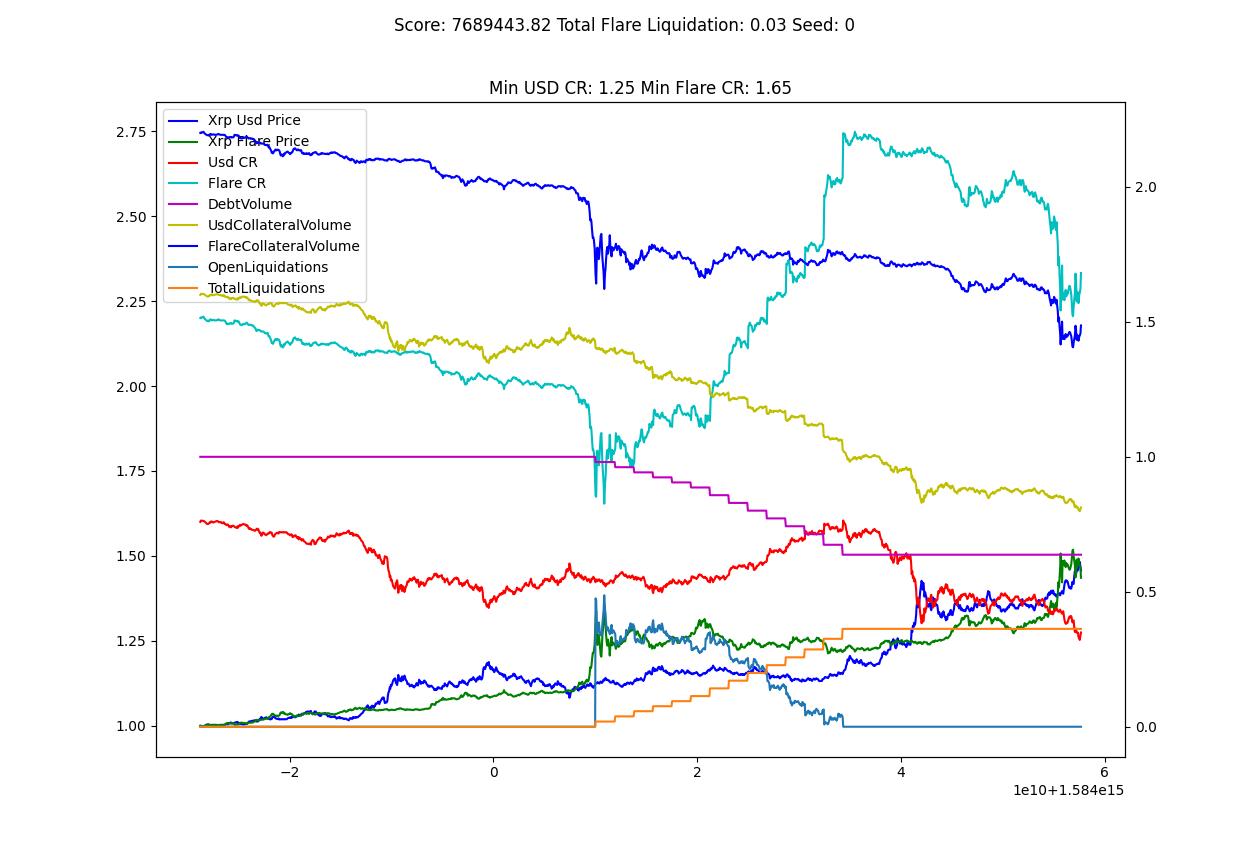 Score: 7689443.82 Total Flare Liquidation: 0.03 Seed: 0
Min USD CR: 1.25 Min Flare CR: 1.65
Xrp Usd Price
Xrp Flare Price
Usd CR
Flare CR
DebtVolume
UsdCollateralVolume
FlareCollateralVolume
OpenLiquidations
TotalLiquidations
2.75
2.50
2.25
2.00
1.75
1.50
1.25
1.00
2.0
1.5
1.0
0.5
0.0
−2 0 2 4 6
1e10+1.584e15